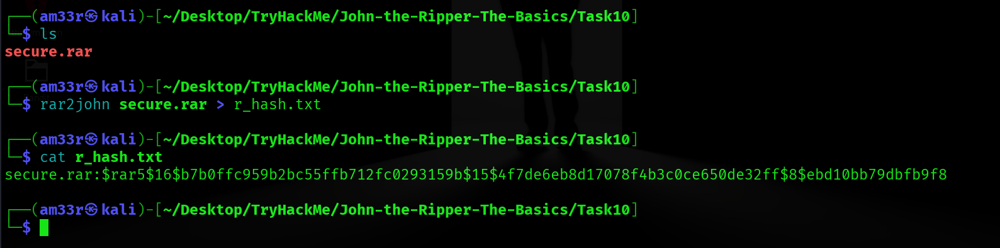 ┌──(am33r㉿kali)-[~/Desktop/TryHackMe/John-the-Ripper-The-Basics/Task10]
└─$ ls
secure.rar
┌──(am33r㉿kali)-[~/Desktop/TryHackMe/John-the-Ripper-The-Basics/Task10]
└─$ rar2john secure.rar > r_hash.txt
┌──(am33r㉿kali)-[~/Desktop/TryHackMe/John-the-Ripper-The-Basics/Task10]
└─$ cat r_hash.txt
secure.rar:$rar5$16$b7b0ffc959b2bc55ffb712fc0293159b$15$4f7de6eb8d17078f4b3c0ce650de32ff$8$ebd10bb79dbfb9f8
┌──(am33r㉿kali)-[~/Desktop/TryHackMe/John-the-Ripper-The-Basics/Task10]
└─$